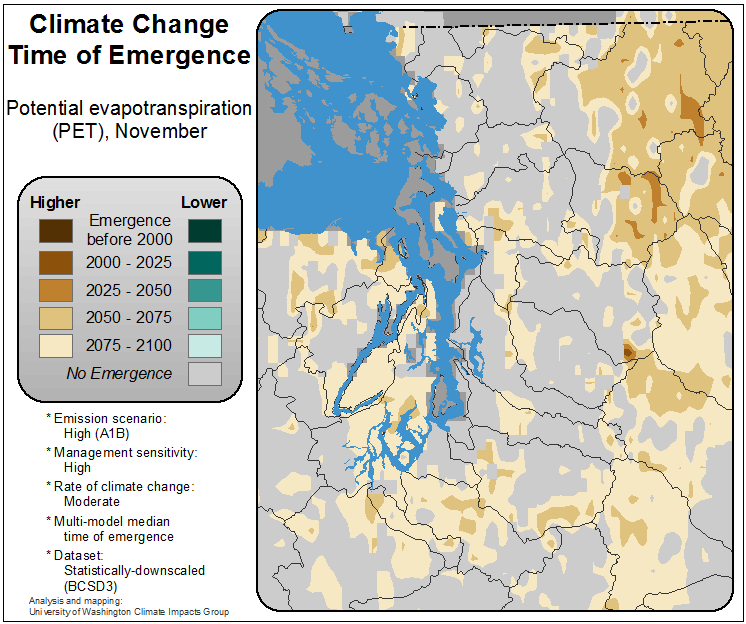 Climate Change
Time of Emergence
Potential evapotranspiration
(PET), November
Higher Lower
Emergence
before 2000
2000 - 2025
2025 - 2050
2050 - 2075
2075 - 2100
No Emergence
* Emission scenario:
High (A1B)
* Management sensitivity:
High
* Rate of climate change:
Moderate
* Multi-model median
time of emergence
* Dataset:
Statistically-downscaled
(BCSD3)
Analysis and mapping:
University of Washington Climate Impacts Group